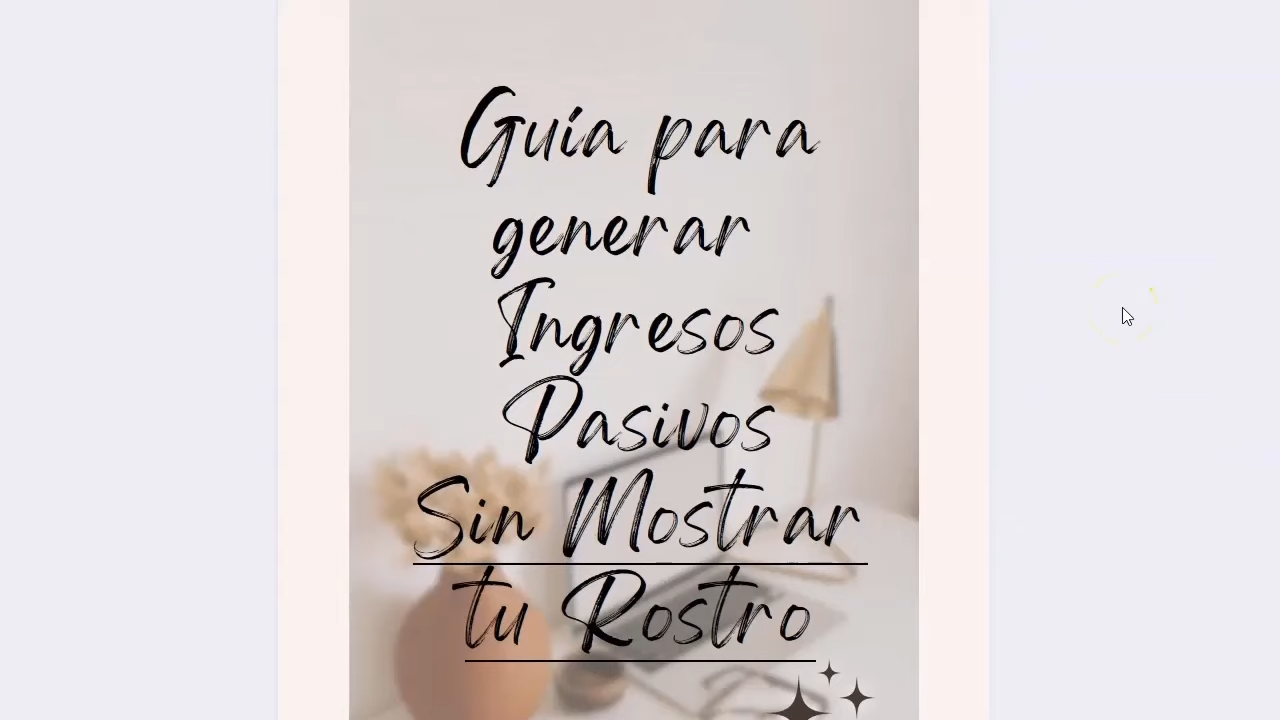 Guía para
generar
Ingresos
Pasivos
Sin Mostrar
tu Rostro